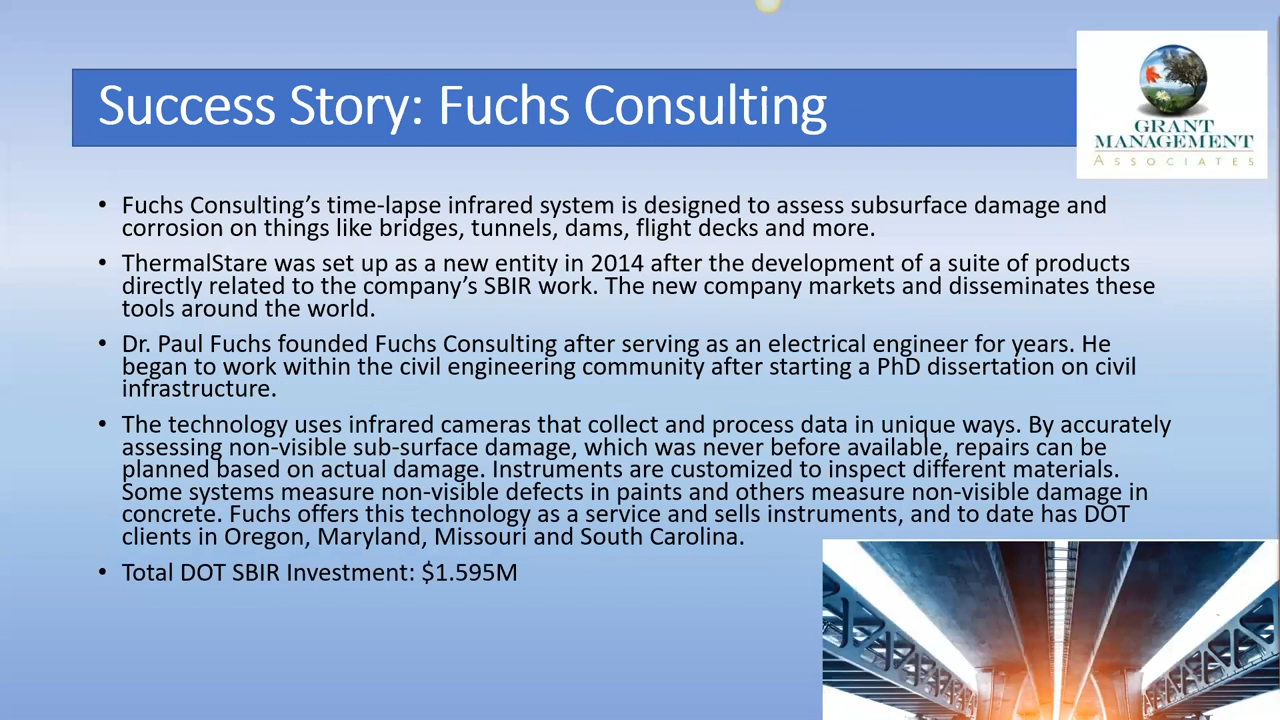 Success Story: Fuchs Consulting
GRANT
MANAGEMENT
ASSOCIATES
• Fuchs Consulting’s time-lapse infrared system is designed to assess subsurface damage and
corrosion on things like bridges, tunnels, dams, flight decks and more.
• ThermalStare was set up as a new entity in 2014 after the development of a suite of products
directly related to the company’s SBIR work. The new company markets and disseminates these
tools around the world.
• Dr. Paul Fuchs founded Fuchs Consulting after serving as an electrical engineer for years. He
began to work within the civil engineering community after starting a PhD dissertation on civil
infrastructure.
• The technology uses infrared cameras that collect and process data in unique ways. By accurately
assessing non-visible sub-surface damage, which was never before available, repairs can be
planned based on actual damage. Instruments are customized to inspect different materials.
Some systems measure non-visible defects in paints and others measure non-visible damage in
concrete. Fuchs offers this technology as a service and sells instruments, and to date has DOT
clients in Oregon, Maryland, Missouri and South Carolina.
• Total DOT SBIR Investment: $1.595M